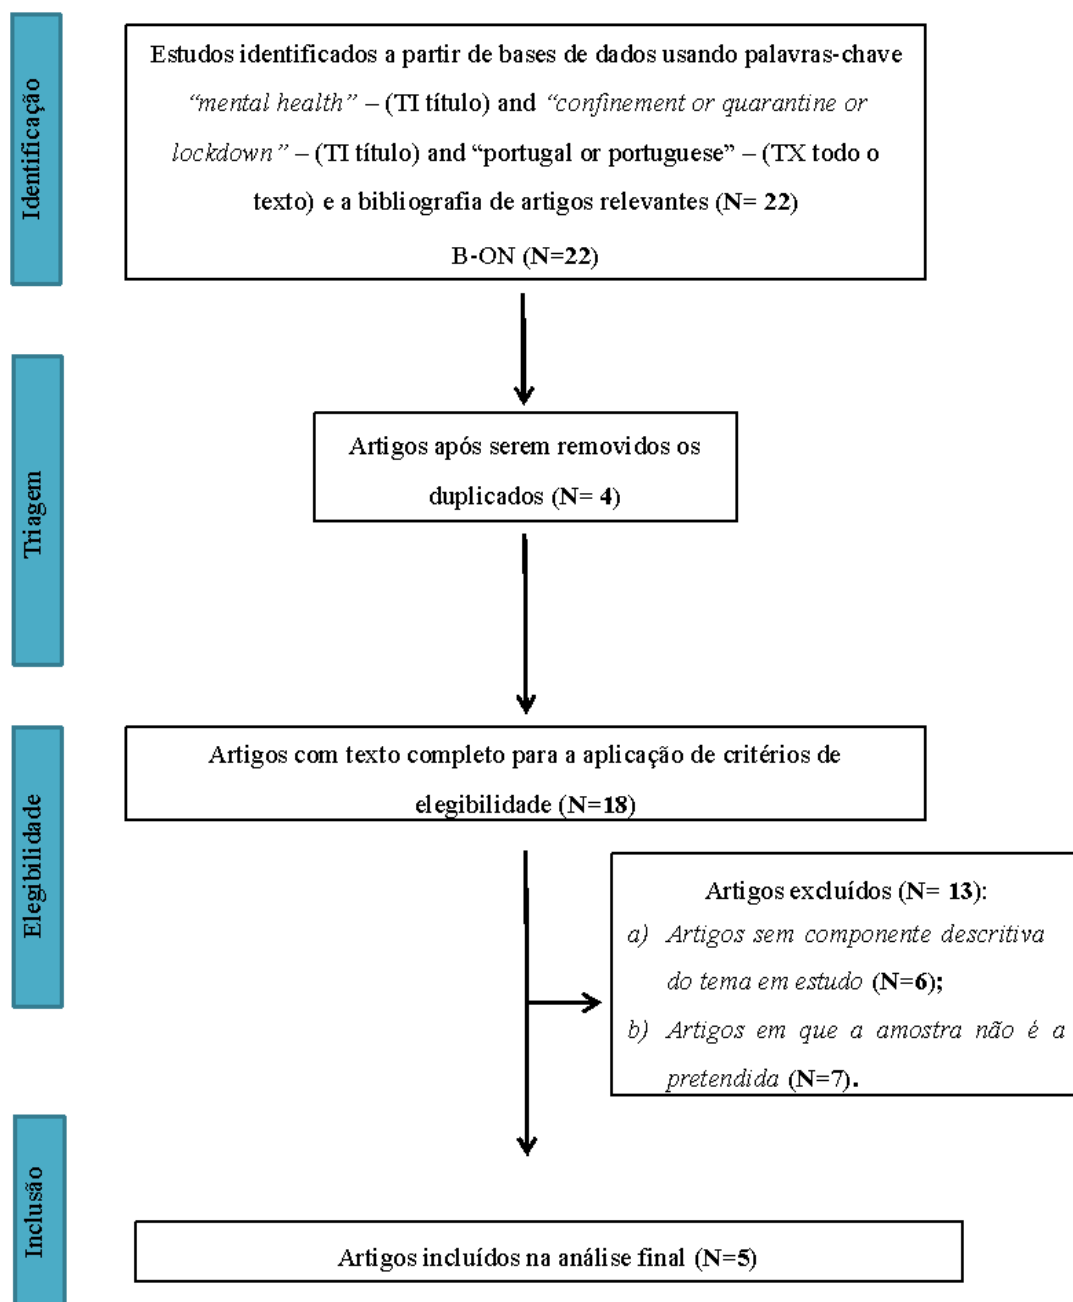 Identificação
Estudos identificados a partir de bases de dados usando palavras-chave
“mental health” – (TI título) and “confinement or quarantine or
lockdown” – (TI título) and “portugal or portuguese” – (TX todo o
texto) e a bibliografia de artigos relevantes (N= 22)
B-ON (N=22)
Triagem
Artigos após serem removidos os
duplicados (N= 4)
Elegibilidade
Artigos com texto completo para a aplicação de critérios de
elegibilidade (N=18)
Artigos excluídos (N= 13):
a) Artigos sem componente descritiva
do tema em estudo (N=6);
b) Artigos em que a amostra não é a
pretendida (N=7).
Inclusão
Artigos incluídos na análise final (N=5)